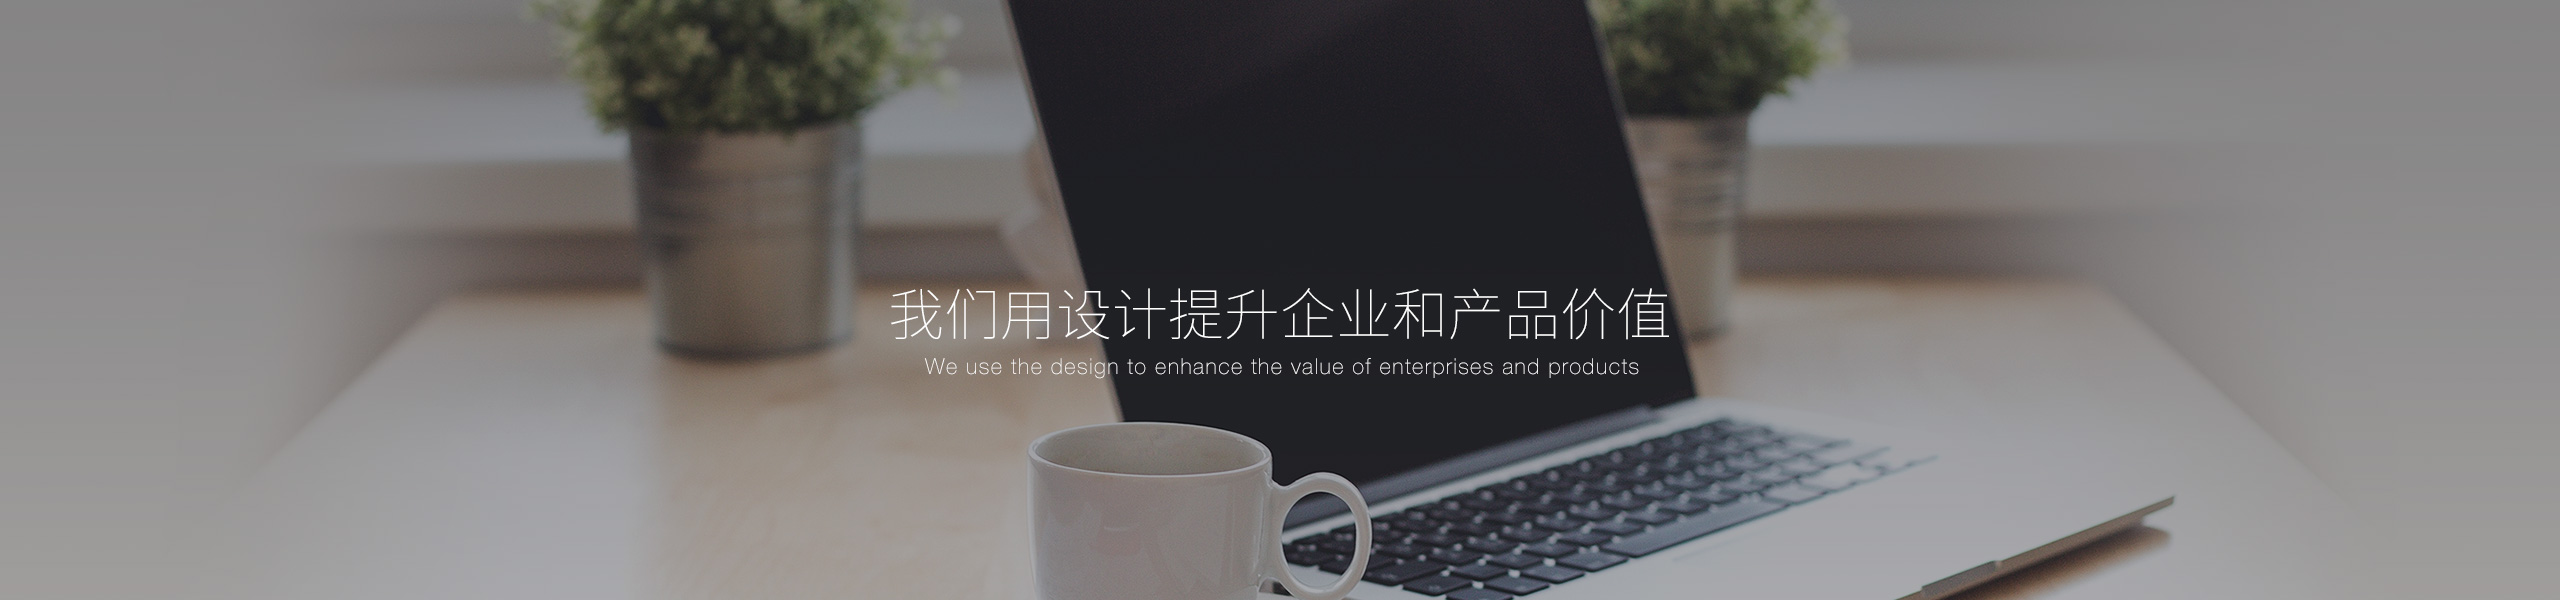 我们用设计提升企业和产品价值
We use the design to enhance the value of enterprises and products